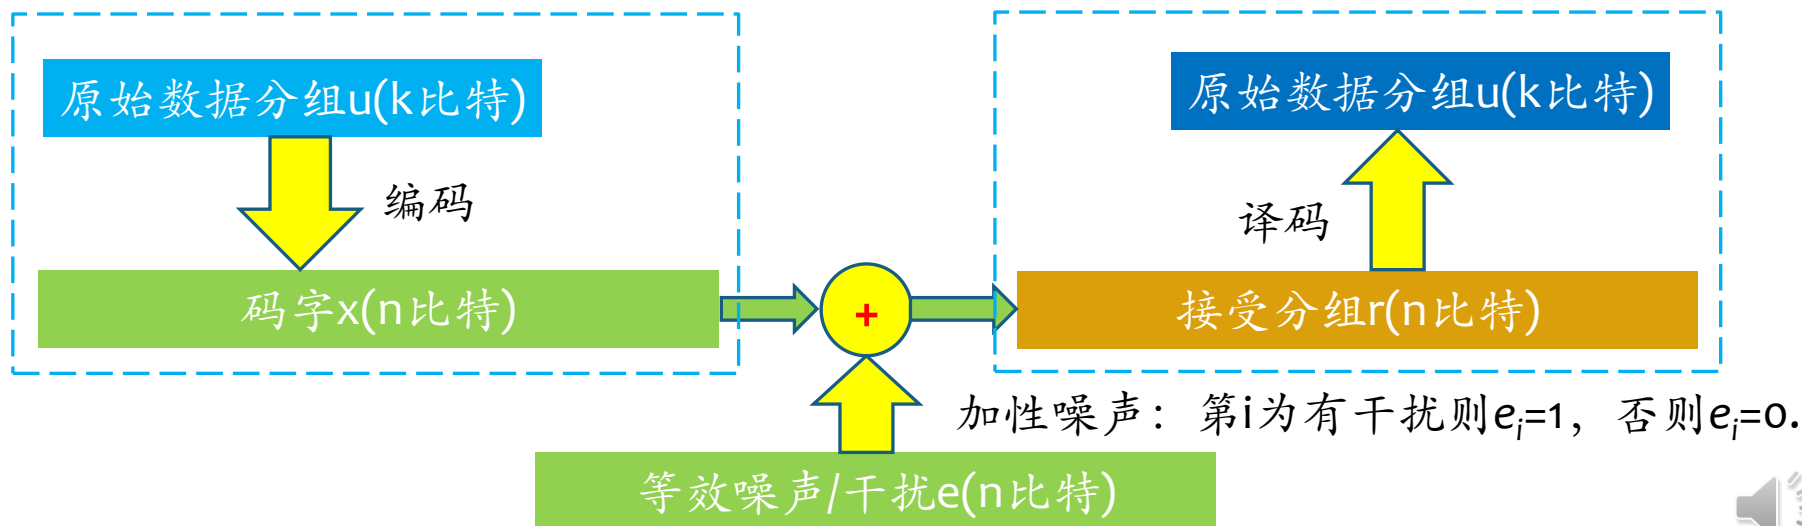 原始数据分组u(k比特)
编码
码字x(n比特)
+
等效噪声/干扰e(n比特)
原始数据分组u(k比特)
译码
接受分组r(n比特)
加性噪声：第i为有干扰则eᵢ=1，否则eᵢ=0.